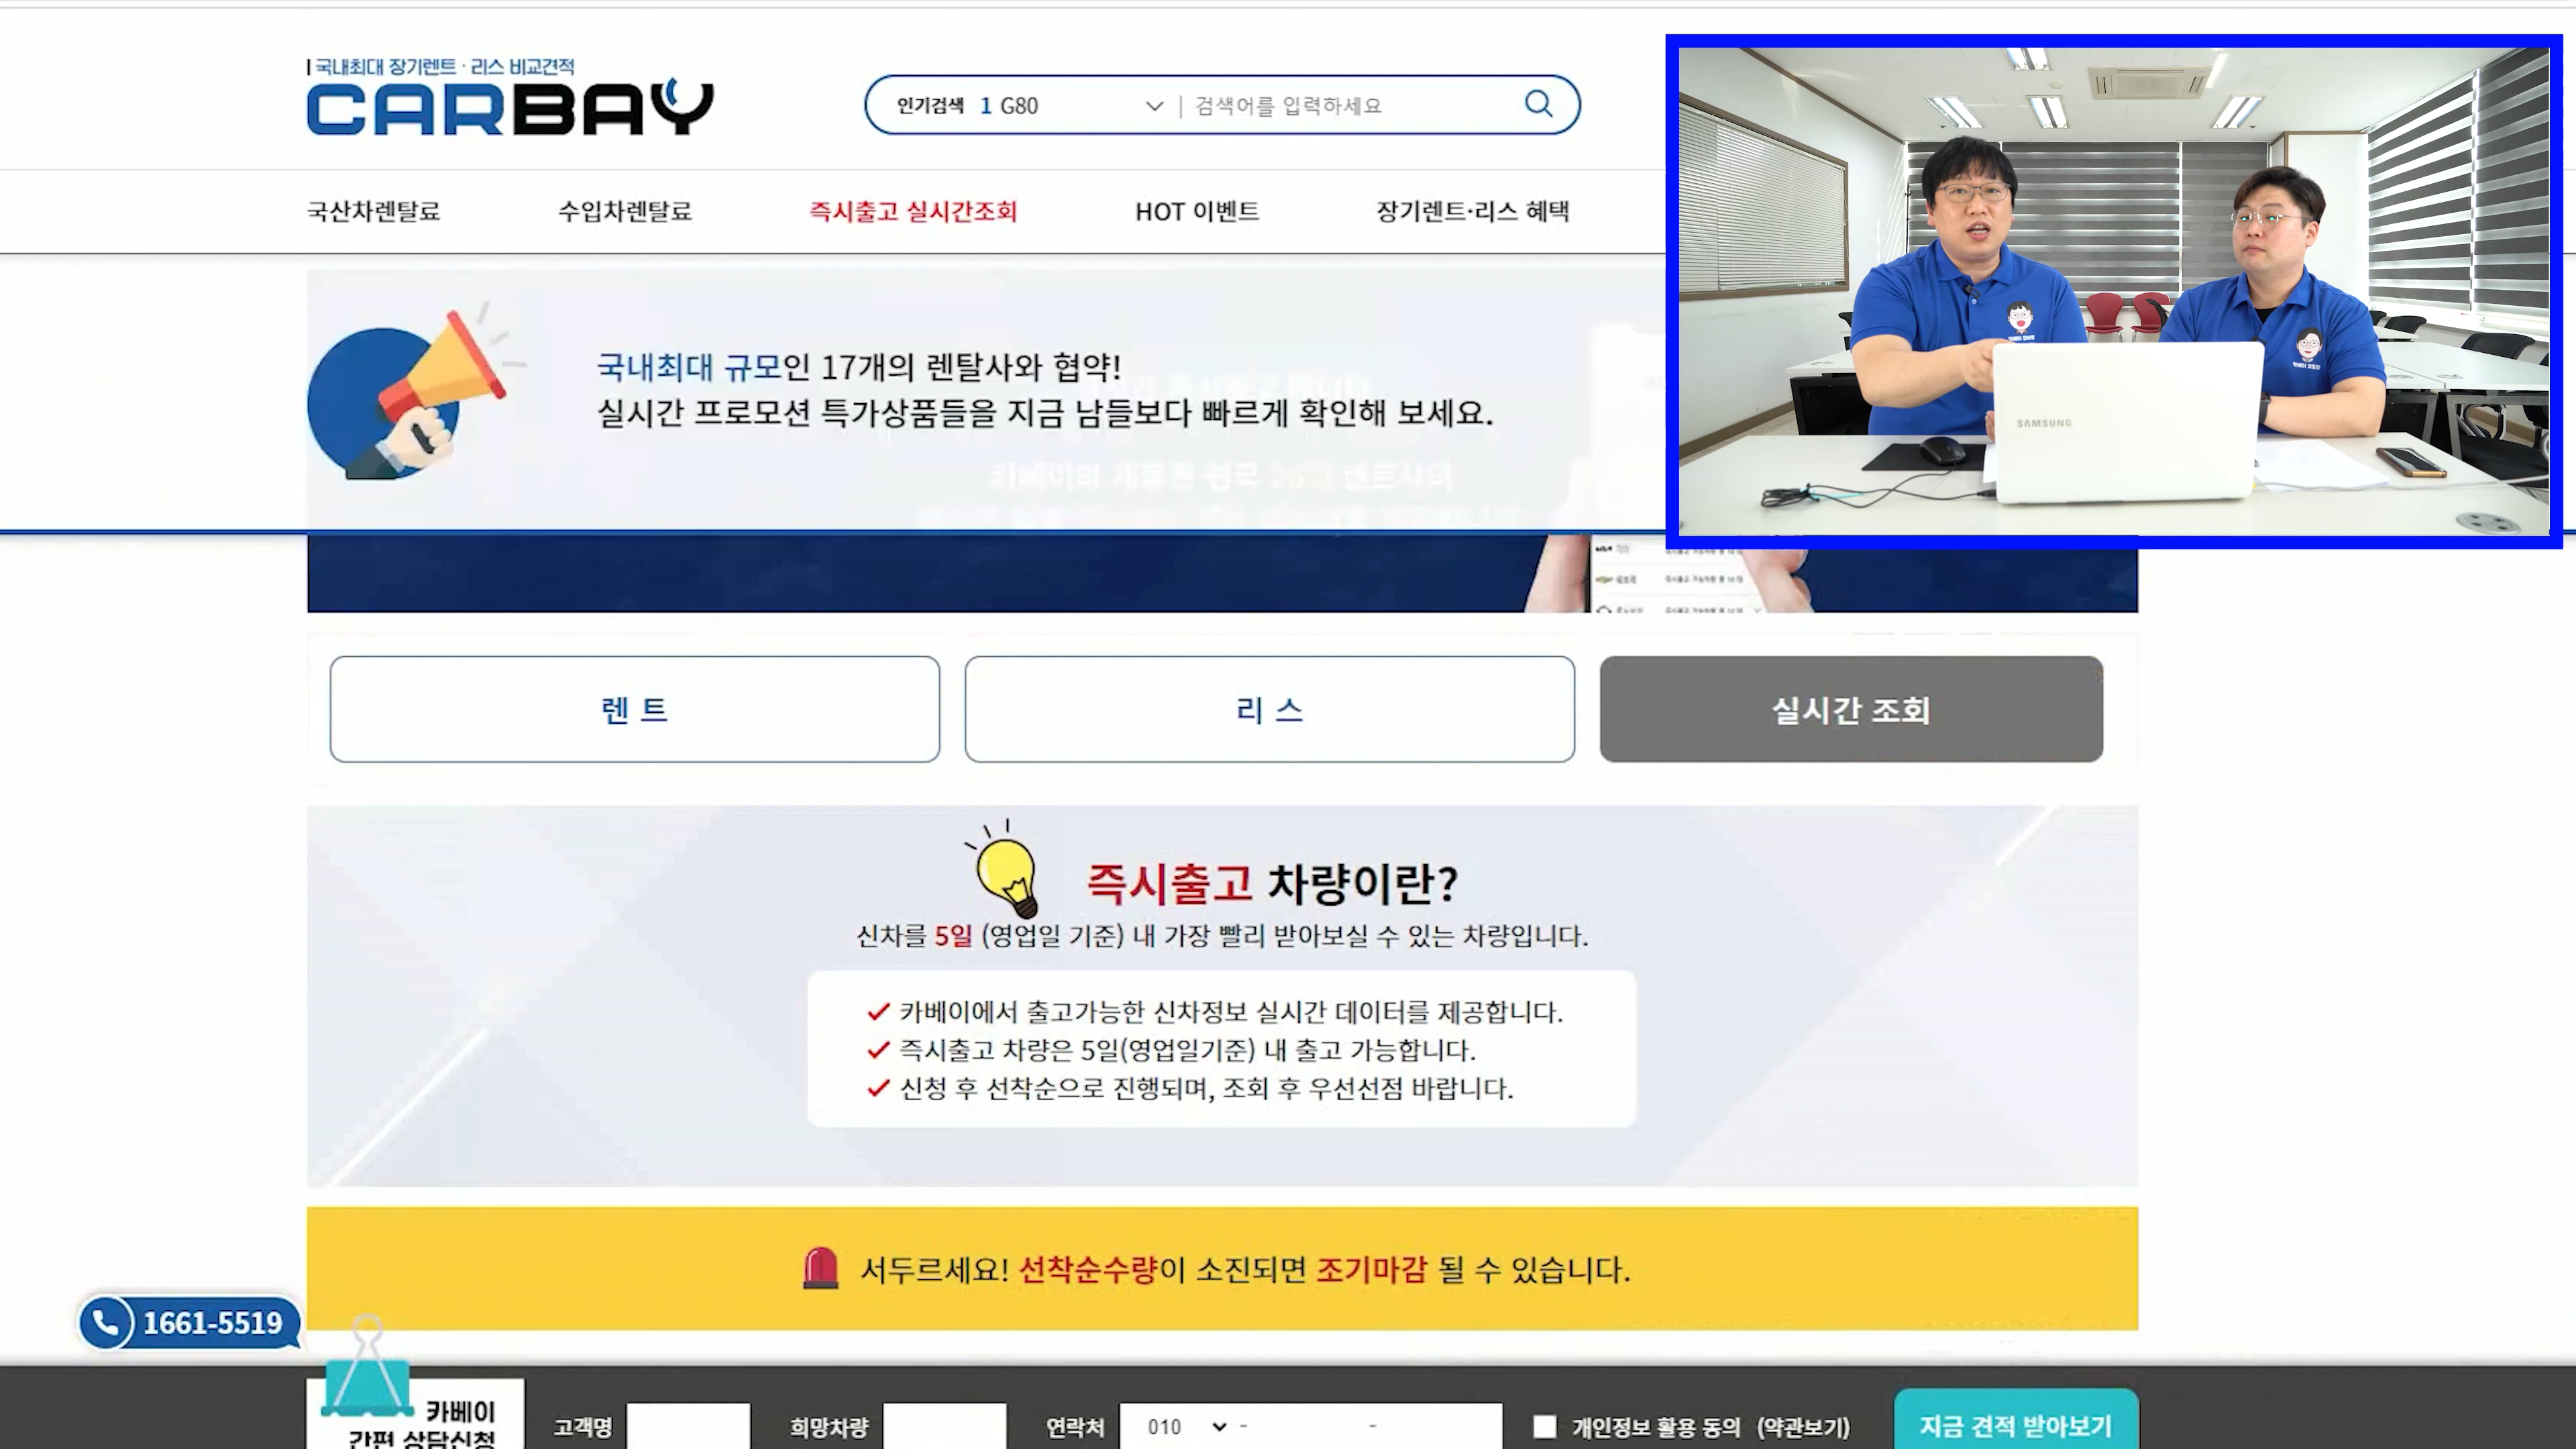 국내최대 장기렌트 · 리스 비교견적
CARBAY
인기검색 1 G80
검색어를 입력하세요
국산차렌탈료
수입차렌탈료
즉시출고 실시간조회
HOT 이벤트
장기렌트·리스 혜택
국내최대 규모인 17개의 렌탈사와 협약!
실시간 프로모션 특가상품들을 지금 남들보다 빠르게 확인해 보세요.
SAMSUNG
렌 트
리 스
실시간 조회
즉시출고 차량이란?
신차를 5일 (영업일 기준) 내 가장 빨리 받아보실 수 있는 차량입니다.
카베이에서 출고가능한 신차정보 실시간 데이터를 제공합니다.
즉시출고 차량은 5일(영업일기준) 내 출고 가능합니다.
신청 후 선착순으로 진행되며, 조회 후 우선선점 바랍니다.
서두르세요! 선착순수량이 소진되면 조기마감 될 수 있습니다.
1661-5519
카베이
간편 상담신청
고객명
희망차량
연락처
010 - -
개인정보 활용 동의 (약관보기)
지금 견적 받아보기